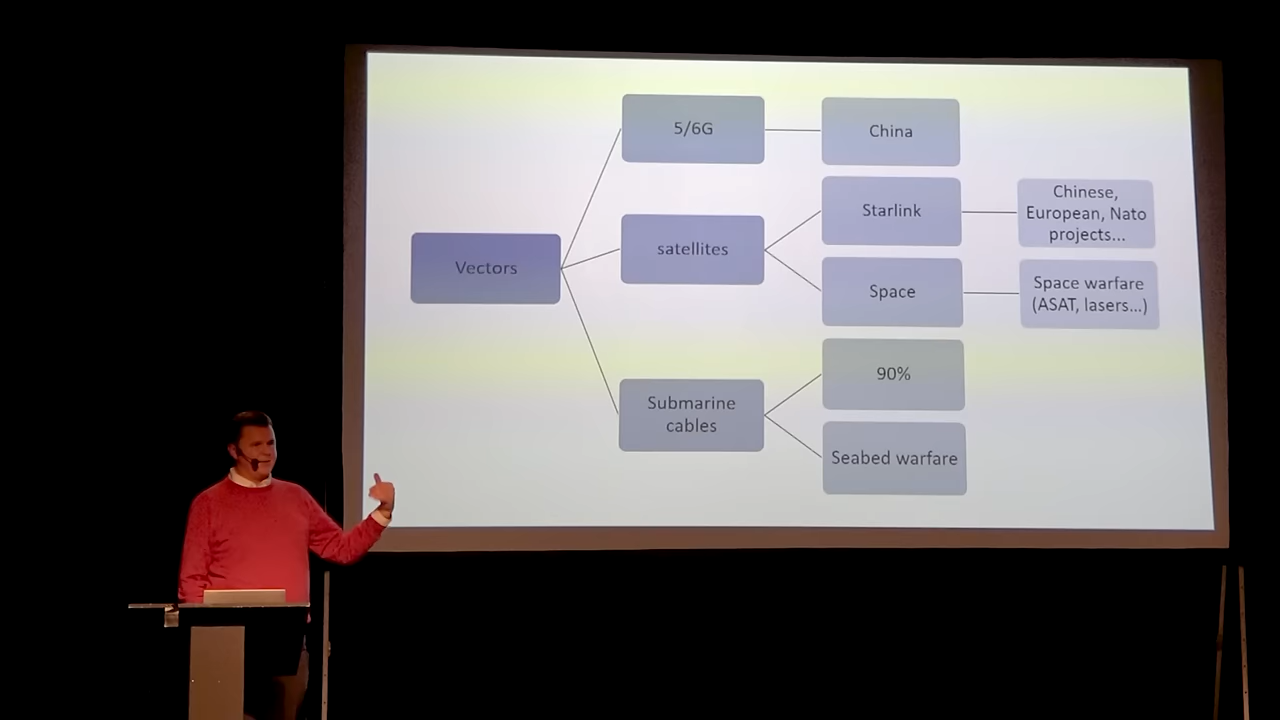 Vectors
5/6G
China
satellites
Starlink
Chinese,
European, Nato
projects...
Space
Space warfare
(ASAT, lasers...)
Submarine
cables
90%
Seabed warfare